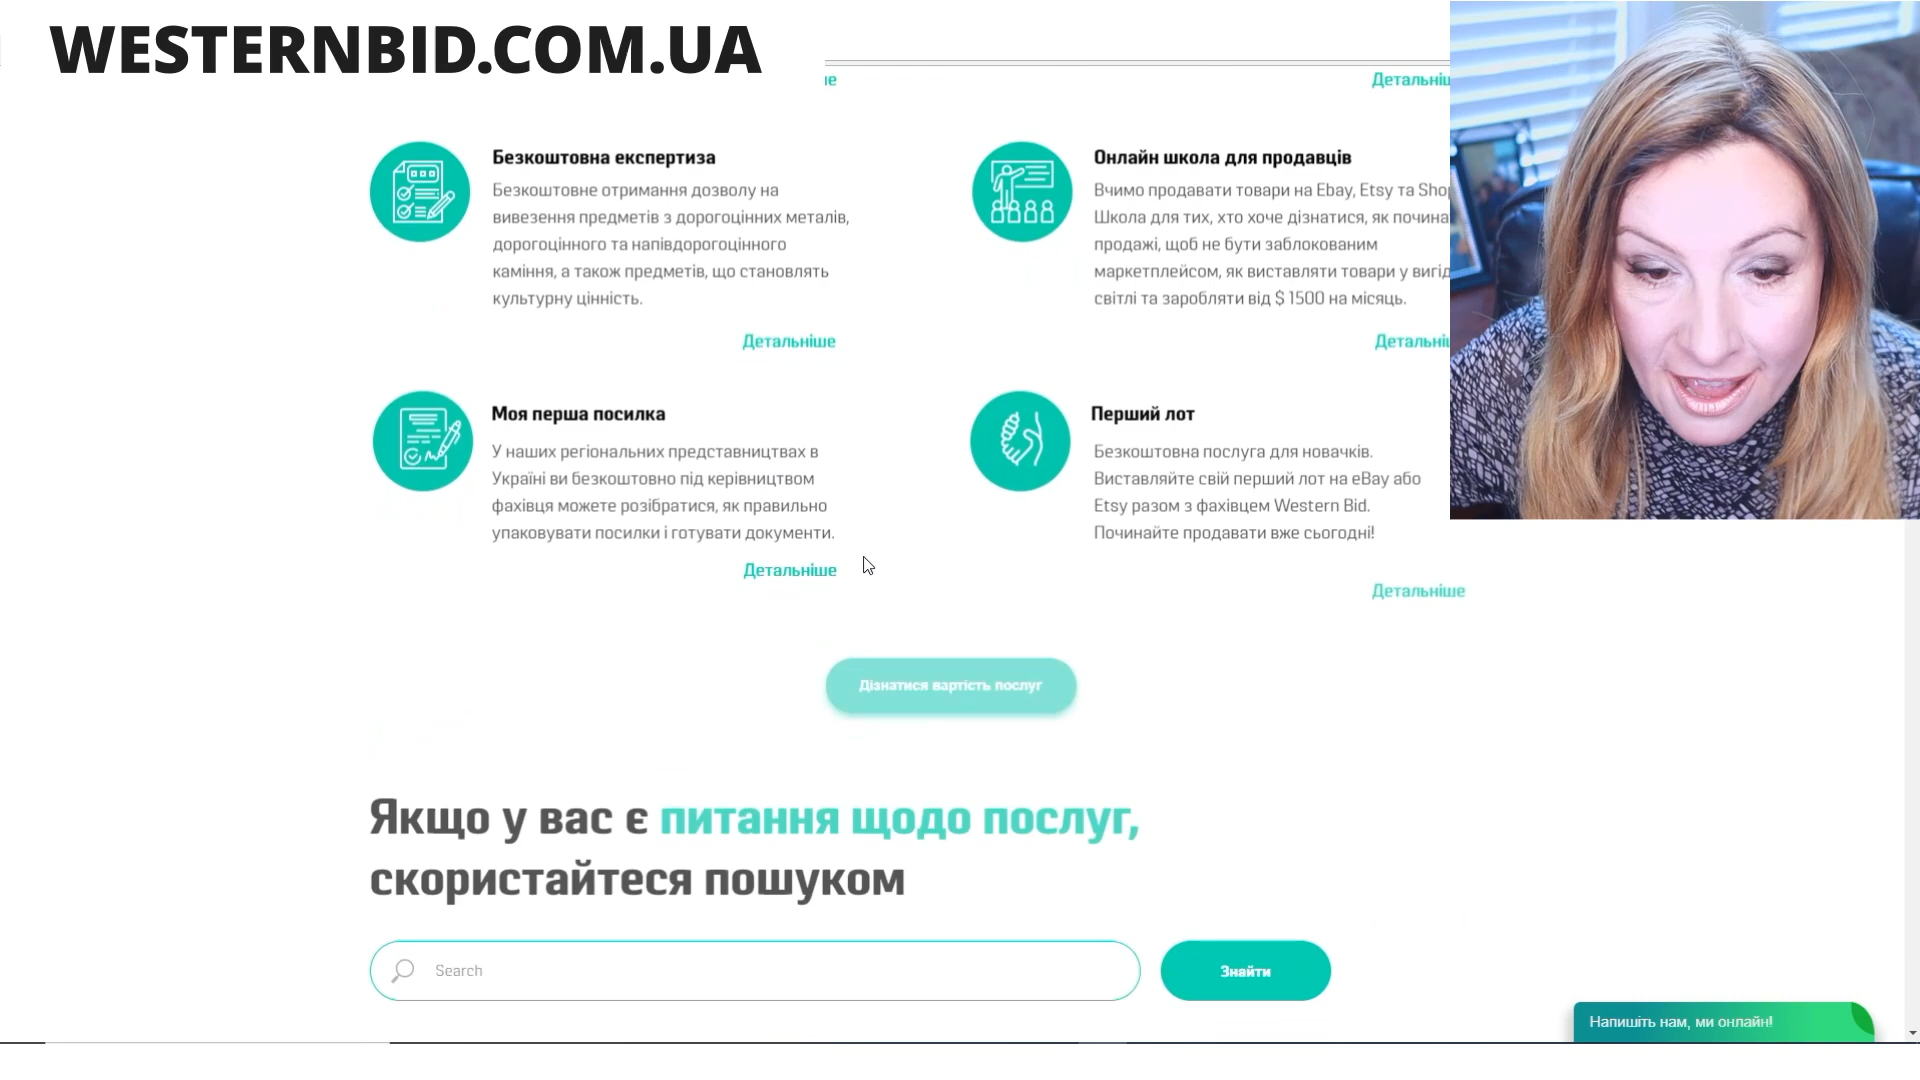 WESTERNBID.COM.UA
Безкоштовна експертиза
Безкоштовне отримання дозволу на
вивезення предметів з дорогоцінних металів,
дорогоцінного та напівдорогоцінного
каміння, а також предметів, що становлять
культурну цінність.
Детальніше
Онлайн школа для продавців
Вчимо продавати товари на Ebay, Etsy та
Школа для тих, хто хоче дізнатися, як
продажі, щоб не бути заблокованим
маркетплейсом, як виставляти товари у
світлі та заробляти від $ 1500 на місяць.
Моя перша посилка
У наших регіональних представництвах в
Україні ви безкоштовно під керівництвом
фахівця можете розібратися, як правильно
упаковувати посилки і готувати документи.
Детальніше
Перший лот
Безкоштовна послуга для новачків.
Виставляйте свій перший лот на eBay або
Etsy разом з фахівцем Western Bid.
Починайте продавати вже сьогодні!
Детальніше
Дізнатися вартість послуг
Якщо у вас є питання щодо послуг,
скористайтеся пошуком
Search
Знайти
Напишіть нам, ми онлайн!